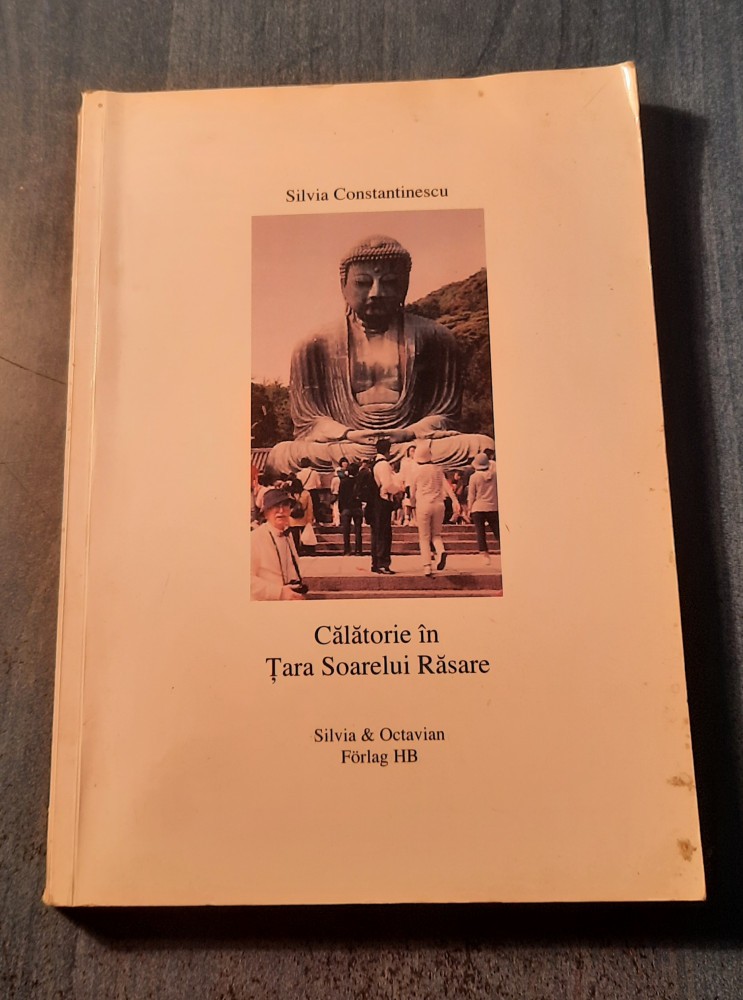 Silvia Constantinescu
Călătorie în
Țara Soarelui Răsare
Silvia & Octavian
Förlag HB